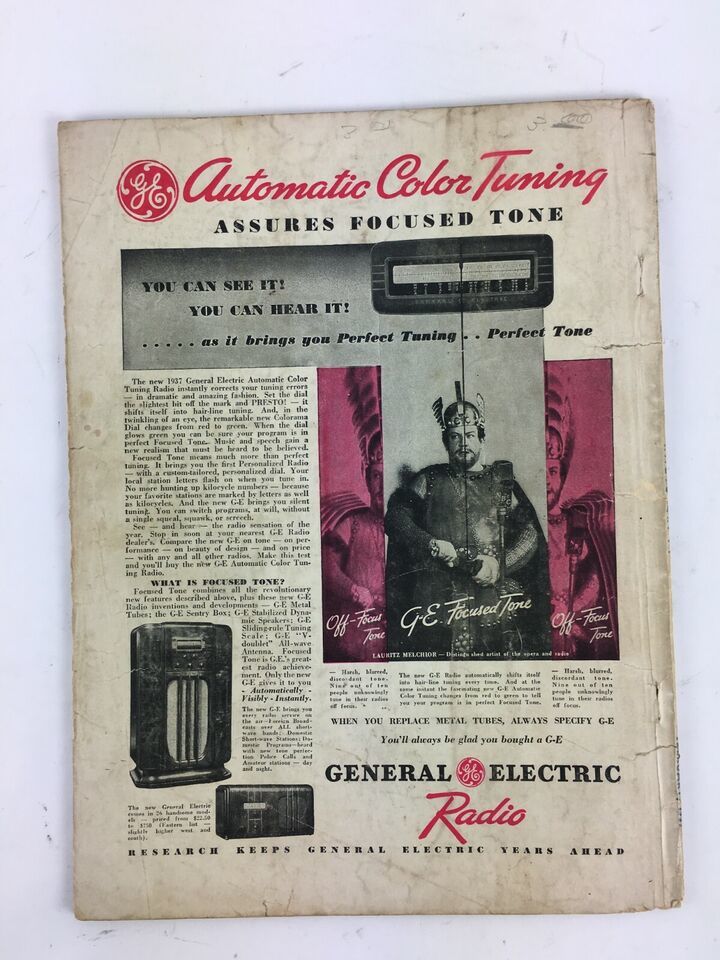 GE Automatic Color Tuning
ASSURES FOCUSED TONE
YOU CAN SEE IT!
YOU CAN HEAR IT!
GENERAL ELECTRIC
. . . . . as it brings you Perfect Tuning . . Perfect Tone
The new 1937 General Electric Automatic Color
Tuning Radio instantly corrects your tuning errors
— in dramatic and amazing fashion. Set the dial
the slightest bit off the mark and PRESTO! — it
shifts itself into hair-line tuning. And, in the
twinkling of an eye, the remarkable new Colorama
Dial changes from red to green. When the dial
glows green you can be sure your program is in
perfect Focused Tone. Music and speech gain a
new realism that must be heard to be believed.
Focused Tone means much more than perfect
tuning. It brings you the first Personalized Radio
— with a custom-tailored, personalized dial. Your
local station letters flash on when you tune in.
No more hunting up kilocycle numbers — because
your favorite stations are marked by letters as well
as kilocycles. And the new G-E brings you silent
tuning. You can switch programs, at will, without
a single squeal, squawk, or screech.
See — and hear — the radio sensation of the
year. Stop in soon at your nearest G-E Radio
dealer's. Compare the new G-E on tone — on per-
formance — on beauty of design — and on price
— with any and all other radios. Make this test
and you'll buy the new G-E Automatic Color Tun-
ing Radio.
WHAT IS FOCUSED TONE?
Focused Tone combines all the revolutionary
new features described above, plus these new G-E
Radio inventions and developments — G-E Metal
Tubes; the G-E Sentry Box; G-E Stabilized Dyna-
mic Speakers; G-E
Sliding-rule Tuning
Scale; G-E "V-
doublet" All-wave
Antenna. Focused
Tone is G.E.'s great-
est radio achieve-
ment. Only the new
G-E gives it to you
- Automatically -
Visibly - Instantly.
The new G-E brings you
every radio service on
the air—Foreign Broad-
casts over ALL short-
wave bands; Domestic
Short-wave Stations; Do-
mestic Programs—heard
with new tone perfec-
tion Police Calls and
Amateur stations — day
and night.
The new General Electric
comes in 26 handsome mod-
els — priced from $22.50
to $750 (Eastern list —
slightly higher west and
south).
Off-Focus
Tone
G-E Focused Tone
Off-Focus
Tone
LAURITZ MELCHIOR — Distinguished artist of the opera and radio
— Harsh, blurred,
discordant tone.
Nine out of ten
people unknowingly
tune in their radios
off focus.
The new G-E Radio automatically shifts itself
into hair-line tuning every time. And at the
same instant the fascinating new G-E Automatic
Color Tuning changes from red to green to tell
you your program is in perfect Focused Tone.
— Harsh, blurred,
discordant tone.
Nine out of ten
people unknowingly
tune in their radios
off focus.
WHEN YOU REPLACE METAL TUBES, ALWAYS SPECIFY G-E
You'll always be glad you bought a G-E
GENERAL GE ELECTRIC
Radio
RESEARCH KEEPS GENERAL ELECTRIC YEARS AHEAD